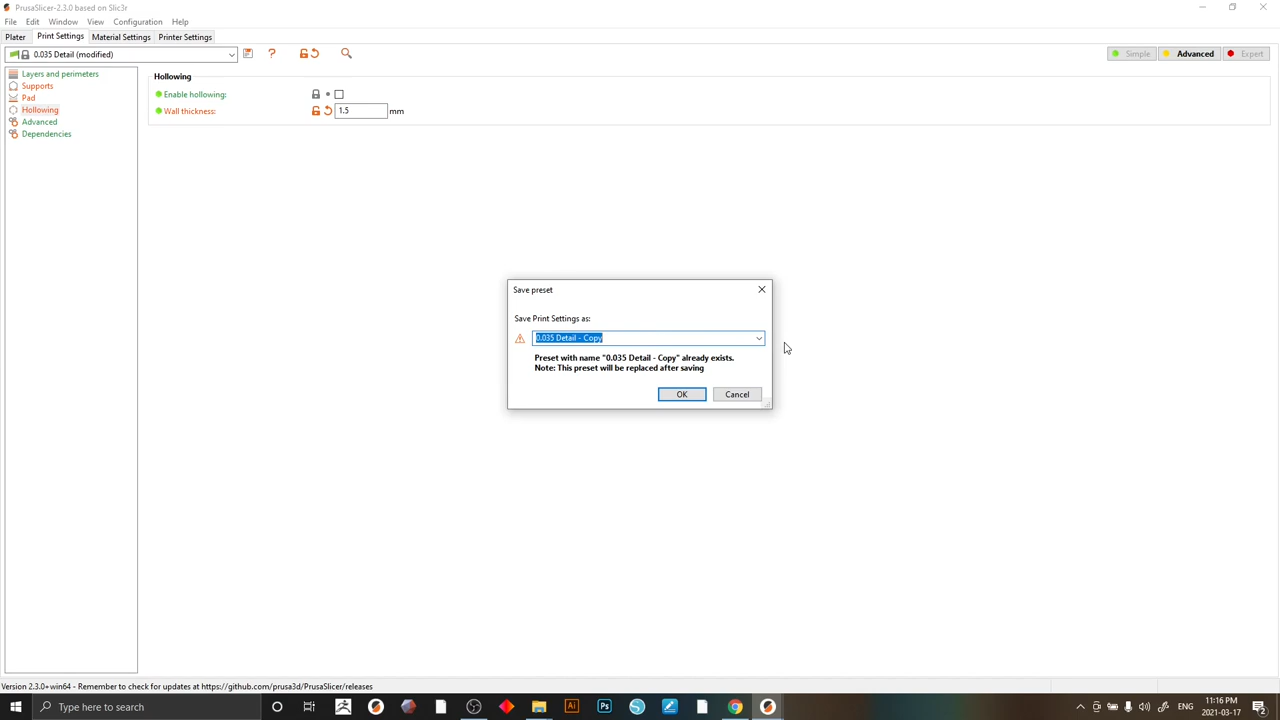 PrusaSlicer-2.3.0 based on Slic3r
File Edit Window View Configuration Help
Plater Print Settings Material Settings Printer Settings
0.035 Detail (modified) ? Simple Advanced Expert
Layers and perimeters
Supports
Pad
Hollowing
Advanced
Dependencies
Hollowing
Enable hollowing:
Wall thickness: 1.5 mm
Save preset
Save Print Settings as:
0.035 Detail - Copy
Preset with name "0.035 Detail - Copy" already exists.
Note: This preset will be replaced after saving
OK Cancel
Version 2.3.0+win64 - Remember to check for updates at https://github.com/prusa3d/PrusaSlicer/releases
Type here to search
Ai Ps ENG 11:16 PM
2021-03-17
2